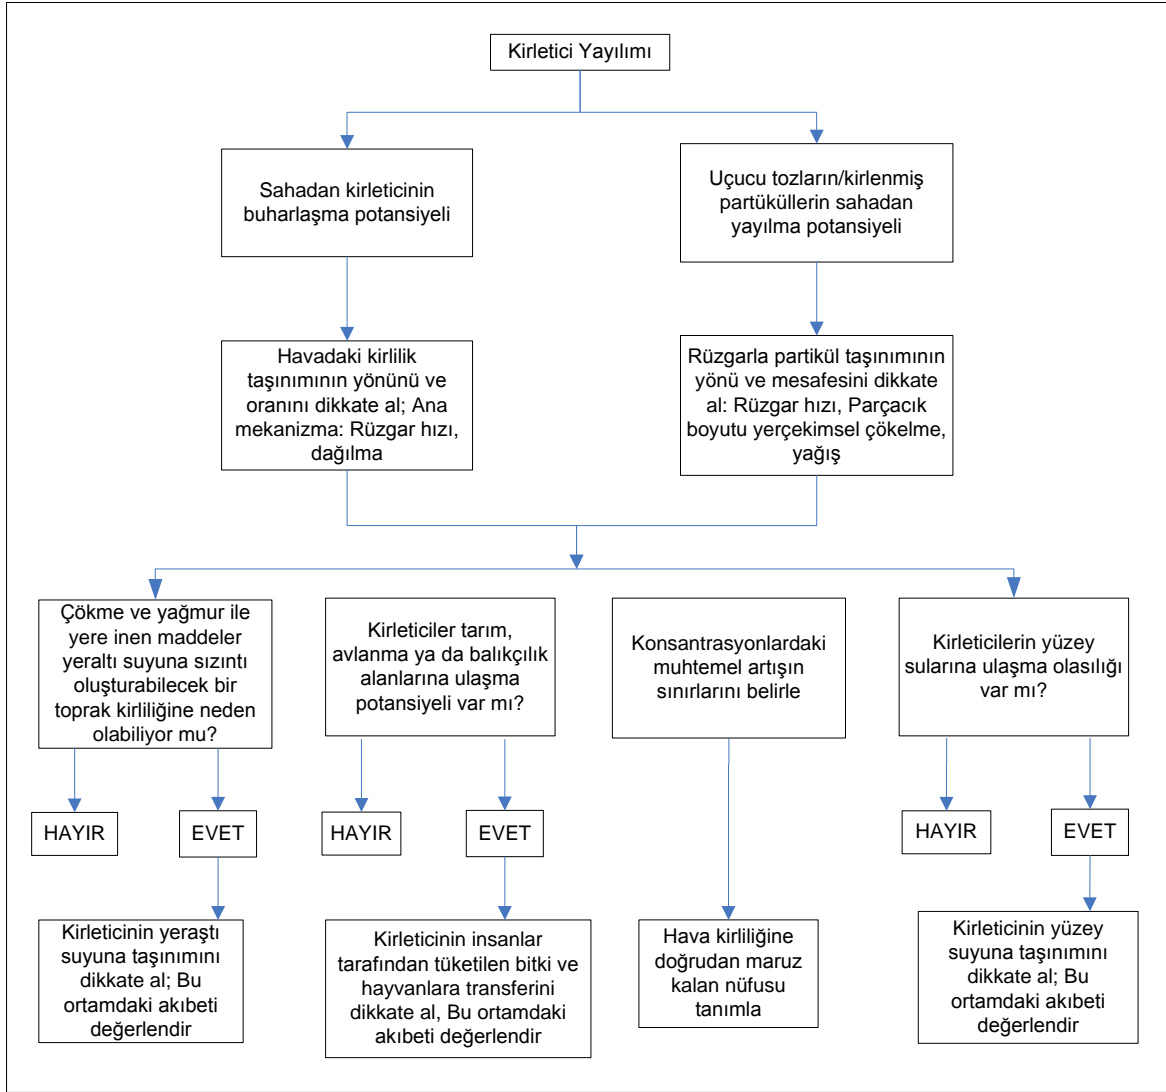 Kirletici Yayılımı
Sahadan kirleticinin
buharlaşma potansiyeli
Uçucu tozların/kirlenmiş
partüküllerin sahadan
yayılma potansiyeli
Havadaki kirlilik
taşınımının yönünü ve
oranını dikkate al; Ana
mekanizma: Rüzgar hızı,
dağılma
Rüzgarla partikül taşınımının
yönü ve mesafesini dikkate
al: Rüzgar hızı, Parçacık
boyutu yerçekimsel çökelme,
yağış
Çökme ve yağmur ile
yere inen maddeler
yeraltı suyuna sızıntı
oluşturabilecek bir
toprak kirliliğine neden
olabiliyor mu?
Kirleticiler tarım,
avlanma ya da balıkçılık
alanlarına ulaşma
potansiyeli var mı?
Konsantrasyonlardaki
muhtemel artışın
sınırlarını belirle
Kirleticilerin yüzey
sularına ulaşma olasılığı
var mı?
HAYIR
EVET
HAYIR
EVET
HAYIR
EVET
Kirleticinin yeraştı
suyuna taşınımını
dikkate al; Bu
ortamdaki akıbeti
değerlendir
Kirleticinin insanlar
tarafından tüketilen bitki ve
hayvanlara transferini
dikkate al, Bu ortamdaki
akıbeti değerlendir
Hava kirliliğine
doğrudan maruz
kalan nüfusu
tanımla
Kirleticinin yüzey
suyuna taşınımını
dikkate al; Bu
ortamdaki akıbeti
değerlendir